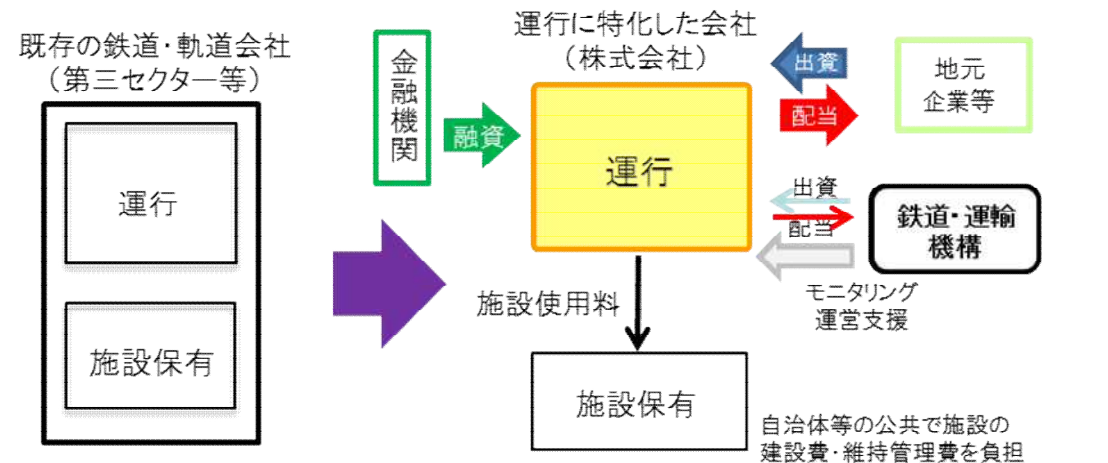 既存の鉄道・軌道会社
（第三セクター等）
運行
施設保有
金融機関
融資
運行に特化した会社
（株式会社）
運行
施設使用料
施設保有
出資
配当
地元
企業等
出資
配当
鉄道・運輸
機構
モニタリング
運営支援
自治体等の公共で施設の
建設費・維持管理費を負担